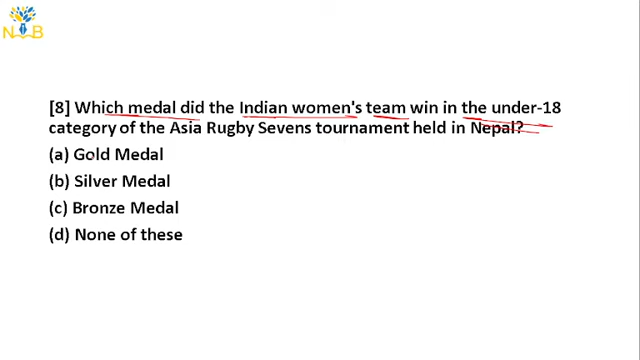 N B
[8] Which medal did the Indian women's team win in the under-18
category of the Asia Rugby Sevens tournament held in Nepal?
(a) Gold Medal
(b) Silver Medal
(c) Bronze Medal
(d) None of these